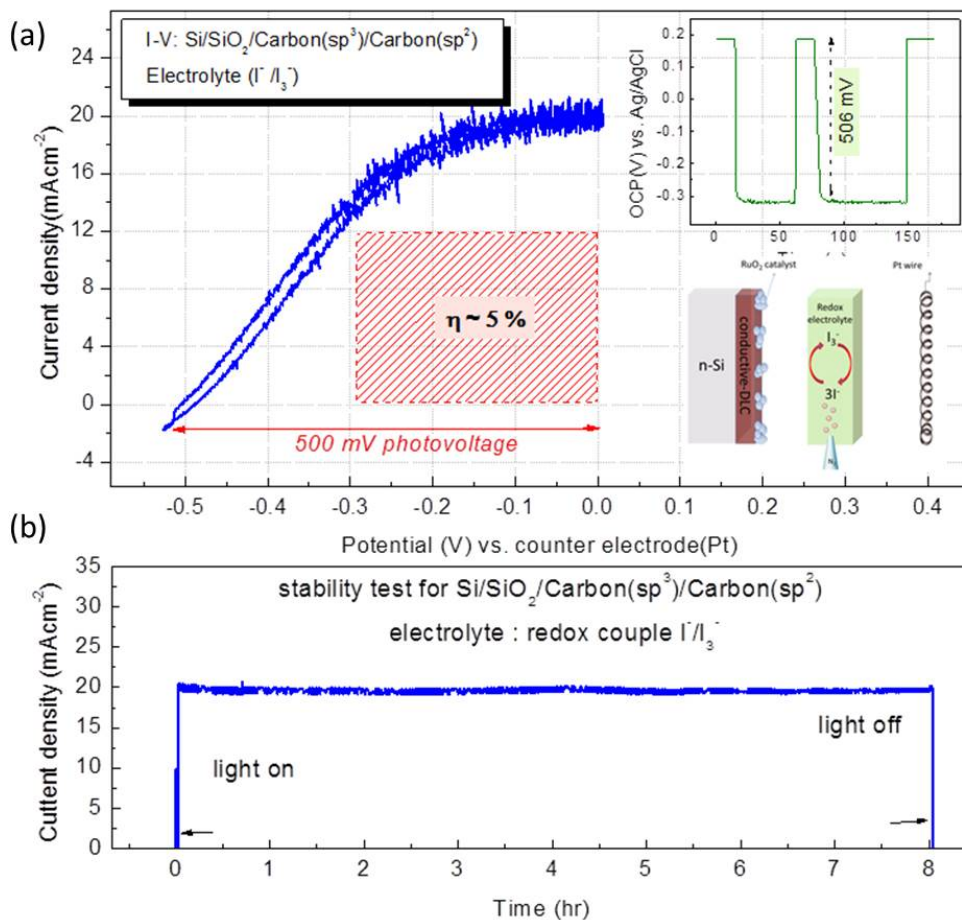 (a)
I-V: Si/SiO₂/Carbon(sp³)/Carbon(sp²)
Electrolyte (I⁻/I₃⁻)
Current density(mAcm⁻²)
24
20
16
12
8
4
0
-4
η ~ 5 %
500 mV photovoltage
-0.5 -0.4 -0.3 -0.2 -0.1 0.0 0.1 0.2 0.3 0.4
Potential (V) vs. counter electrode(Pt)
OCP(V) vs. Ag/AgCl
0.2
0.1
0.0
-0.1
-0.2
-0.3
506 mV
0 50 100 150
RuO₂ catalyst
Pt wire
n-Si
conductive-DLC
Redox
electrolyte
I₃⁻
3I⁻
N₂
(b)
stability test for Si/SiO₂/Carbon(sp³)/Carbon(sp²)
electrolyte : redox couple I⁻/I₃⁻
Cuttent density (mAcm⁻²)
35
30
25
20
15
10
5
0
light on
light off
0 1 2 3 4 5 6 7 8
Time (hr)